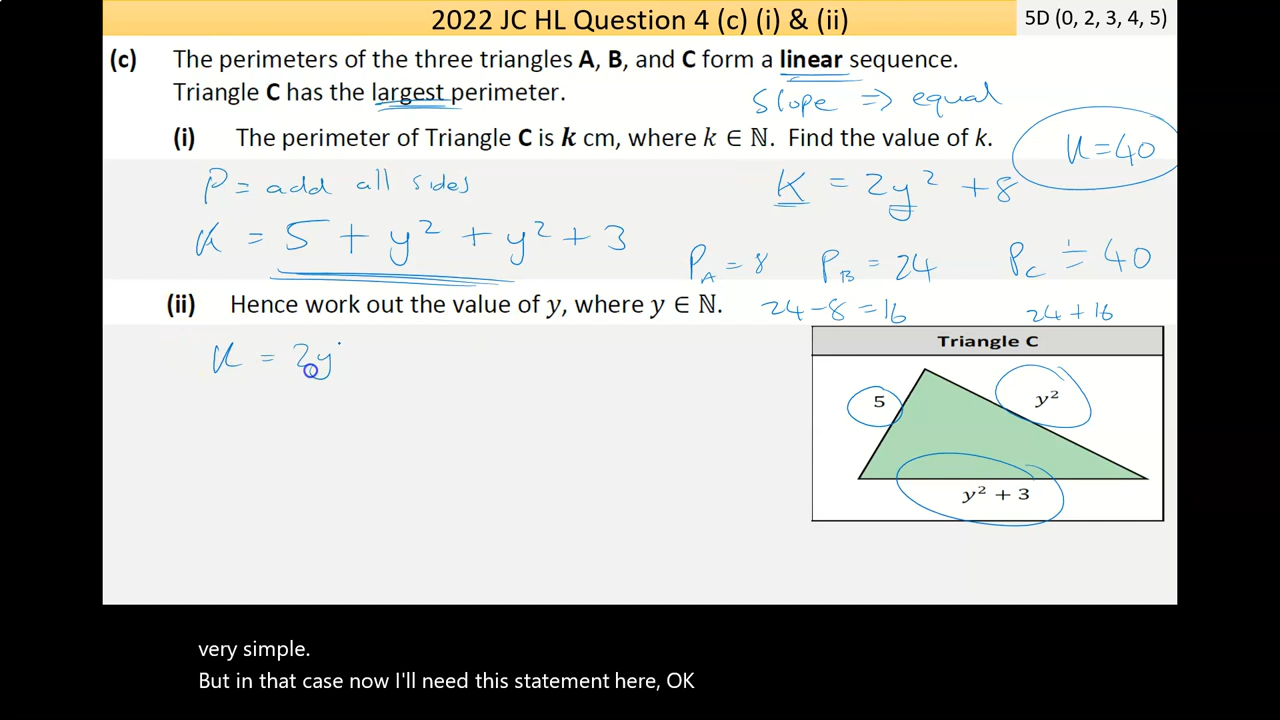 2022 JC HL Question 4 (c) (i) & (ii)
5D (0, 2, 3, 4, 5)
(c) The perimeters of the three triangles A, B, and C form a linear sequence.
Triangle C has the largest perimeter.
slope ⇒ equal
(i) The perimeter of Triangle C is k cm, where k ∈ ℕ. Find the value of k.
K = 40
P = add all sides
K = 2y² + 8
K = 5 + y² + y² + 3
P_A = 8 P_B = 24 P_C = 40
(ii) Hence work out the value of y, where y ∈ ℕ.
24 - 8 = 16
24 + 16
K = 2y
Triangle C
5
y²
y² + 3
very simple.
But in that case now I'll need this statement here, OK